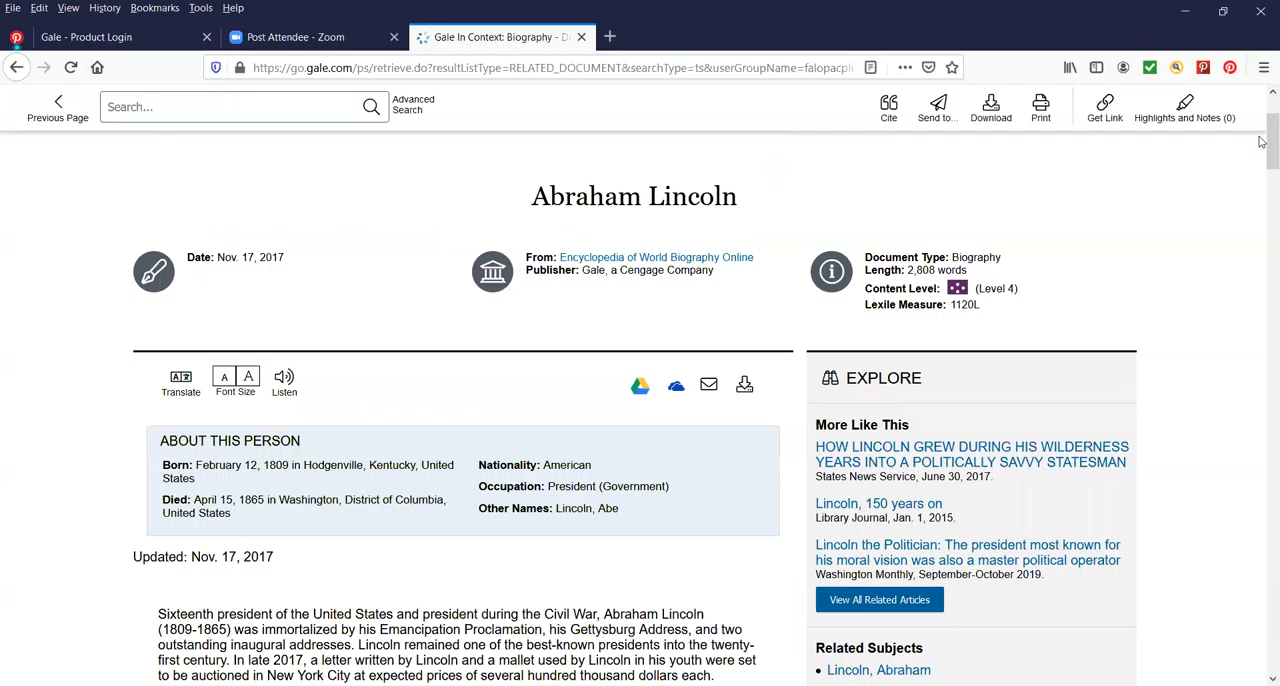 File Edit View History Bookmarks Tools Help
Gale - Product Login
Post Attendee - Zoom
Gale In Context: Biography - D
https://go.gale.com/ps/retrieve.do?resultListType=RELATED_DOCUMENT&searchType=ts&userGroupName=falopacpl
Previous Page
Search...
Advanced
Search
Cite Send to... Download Print Get Link Highlights and Notes (0)
Abraham Lincoln
Date: Nov. 17, 2017
From: Encyclopedia of World Biography Online
Publisher: Gale, a Cengage Company
Document Type: Biography
Length: 2,808 words
Content Level: (Level 4)
Lexile Measure: 1120L
Translate
A A
Font Size
Listen
ABOUT THIS PERSON
Born: February 12, 1809 in Hodgenville, Kentucky, United
States
Died: April 15, 1865 in Washington, District of Columbia,
United States
Nationality: American
Occupation: President (Government)
Other Names: Lincoln, Abe
Updated: Nov. 17, 2017
Sixteenth president of the United States and president during the Civil War, Abraham Lincoln
(1809-1865) was immortalized by his Emancipation Proclamation, his Gettysburg Address, and two
outstanding inaugural addresses. Lincoln remained one of the best-known presidents into the twenty-
first century. In late 2017, a letter written by Lincoln and a mallet used by Lincoln in his youth were set
to be auctioned in New York City at expected prices of several hundred thousand dollars each.
EXPLORE
More Like This
HOW LINCOLN GREW DURING HIS WILDERNESS
YEARS INTO A POLITICALLY SAVVY STATESMAN
States News Service, June 30, 2017.
Lincoln, 150 years on
Library Journal, Jan. 1, 2015.
Lincoln the Politician: The president most known for
his moral vision was also a master political operator
Washington Monthly, September-October 2019.
View All Related Articles
Related Subjects
Lincoln, Abraham